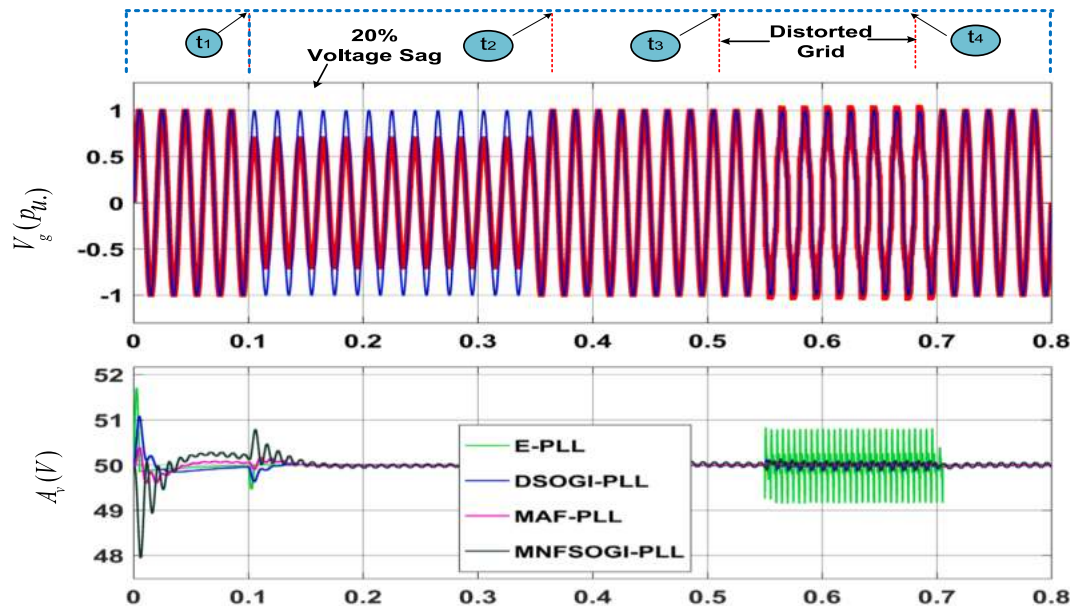 t1
t2
t3
t4
20%
Voltage Sag
Distorted
Grid
Vg (pu.)
1
0.5
0
-0.5
-1
0 0.1 0.2 0.3 0.4 0.5 0.6 0.7 0.8
Av (V)
52
51
50
49
48
E-PLL
DSOGI-PLL
MAF-PLL
MNFSOGI-PLL
0 0.1 0.2 0.3 0.4 0.5 0.6 0.7 0.8